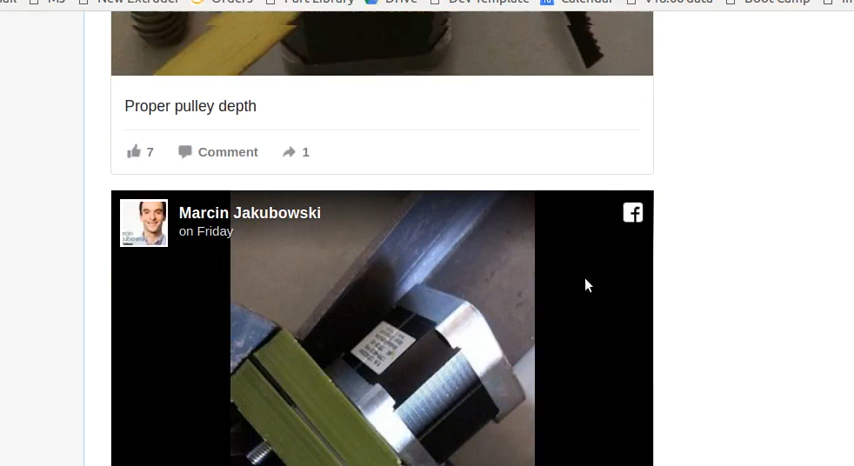 New Extruder Orders Part Library Drive Dev Template Calendar Boot Camp
Proper pulley depth
7 Comment 1
Marcin Jakubowski
on Friday